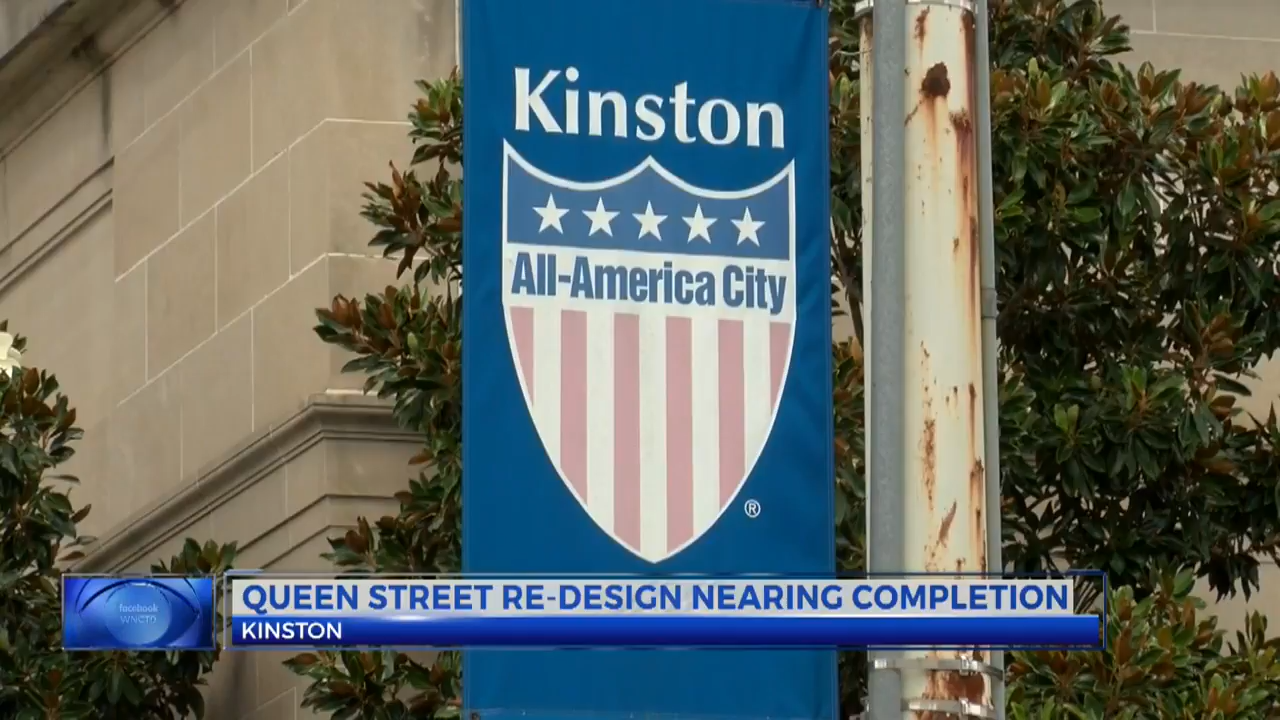 Kinston
All-America City
®
QUEEN STREET RE-DESIGN NEARING COMPLETION
KINSTON
facebook
WNCTD